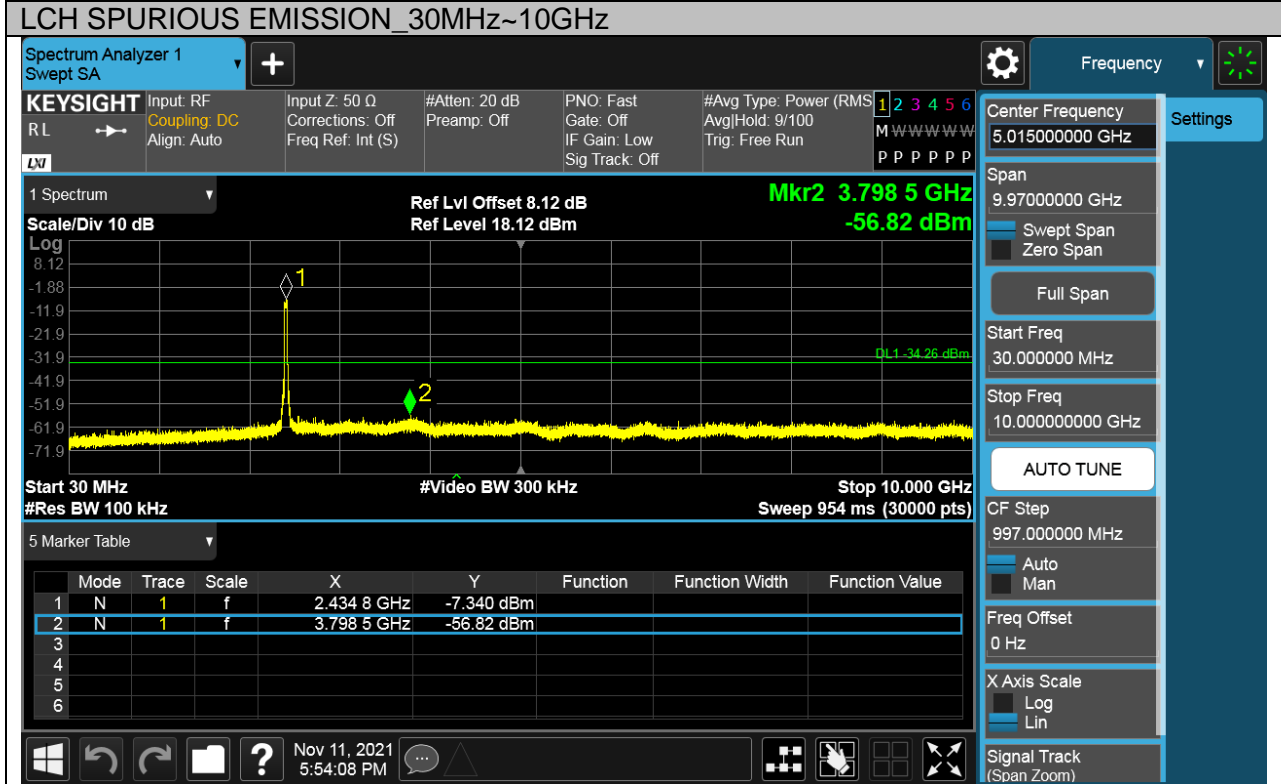 LCH SPURIOUS EMISSION_30MHz~10GHz
Spectrum Analyzer 1
Swept SA
+
Frequency
KEYSIGHT
RL
LXI
Input: RF
Coupling: DC
Align: Auto
Input Z: 50 Ω
Corrections: Off
Freq Ref: Int (S)
#Atten: 20 dB
Preamp: Off
PNO: Fast
Gate: Off
IF Gain: Low
Sig Track: Off
#Avg Type: Power (RMS
Avg|Hold: 9/100
Trig: Free Run
1 2 3 4 5 6
M W W W W W
P P P P P P
1 Spectrum
Scale/Div 10 dB
Ref Lvl Offset 8.12 dB
Ref Level 18.12 dBm
Mkr2 3.798 5 GHz
-56.82 dBm
Log
8.12
-1.88
-11.9
-21.9
-31.9
-41.9
-51.9
-61.9
-71.9
1
2
DL1 -34.26 dBm
Start 30 MHz
#Video BW 300 kHz
Stop 10.000 GHz
#Res BW 100 kHz
Sweep 954 ms (30000 pts)
5 Marker Table
Mode Trace Scale X Y Function Function Width Function Value
1 N 1 f 2.434 8 GHz -7.340 dBm
2 N 1 f 3.798 5 GHz -56.82 dBm
3
4
5
6
?
Nov 11, 2021
5:54:08 PM
Center Frequency
5.015000000 GHz
Settings
Span
9.97000000 GHz
Swept Span
Zero Span
Full Span
Start Freq
30.000000 MHz
Stop Freq
10.000000000 GHz
AUTO TUNE
CF Step
997.000000 MHz
Auto
Man
Freq Offset
0 Hz
X Axis Scale
Log
Lin
Signal Track
(Span Zoom)